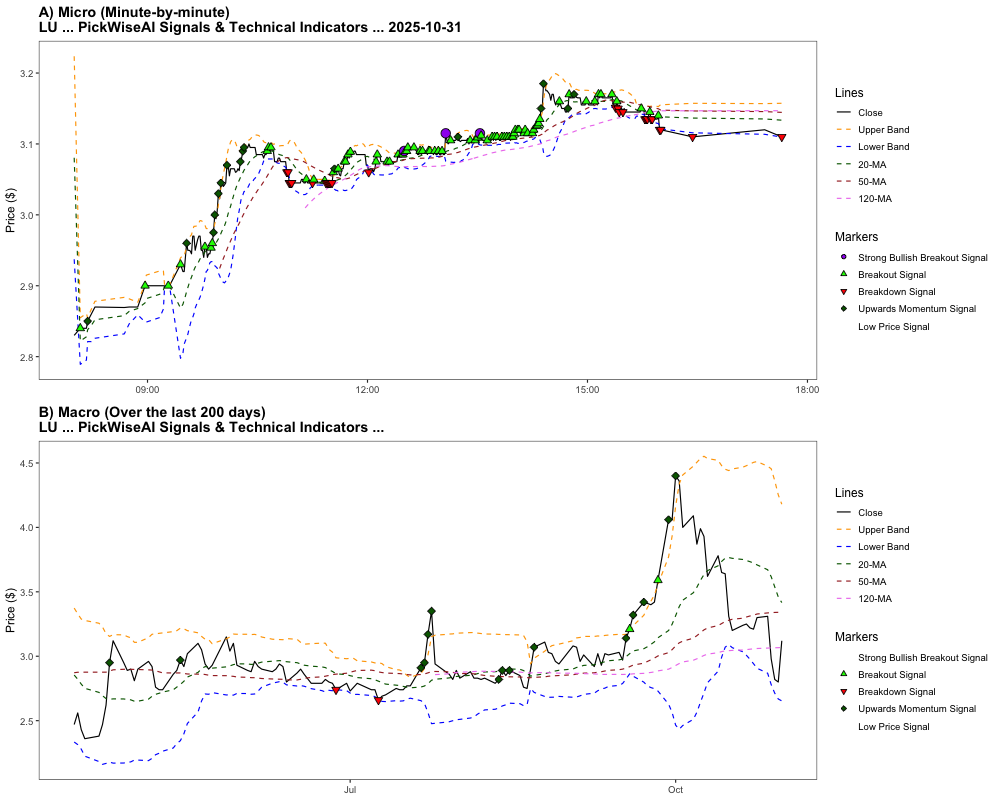 A) Micro (Minute-by-minute)
LU ... PickWiseAI Signals & Technical Indicators ... 2025-10-31
Price ($)
3.2
3.1
3.0
2.9
2.8
09:00
12:00
15:00
18:00
Lines
Close
Upper Band
Lower Band
20-MA
50-MA
120-MA
Markers
Strong Bullish Breakout Signal
Breakout Signal
Breakdown Signal
Upwards Momentum Signal
Low Price Signal
B) Macro (Over the last 200 days)
LU ... PickWiseAI Signals & Technical Indicators ...
Price ($)
4.5
4.0
3.5
3.0
2.5
Jul
Oct
Lines
Close
Upper Band
Lower Band
20-MA
50-MA
120-MA
Markers
Strong Bullish Breakout Signal
Breakout Signal
Breakdown Signal
Upwards Momentum Signal
Low Price Signal